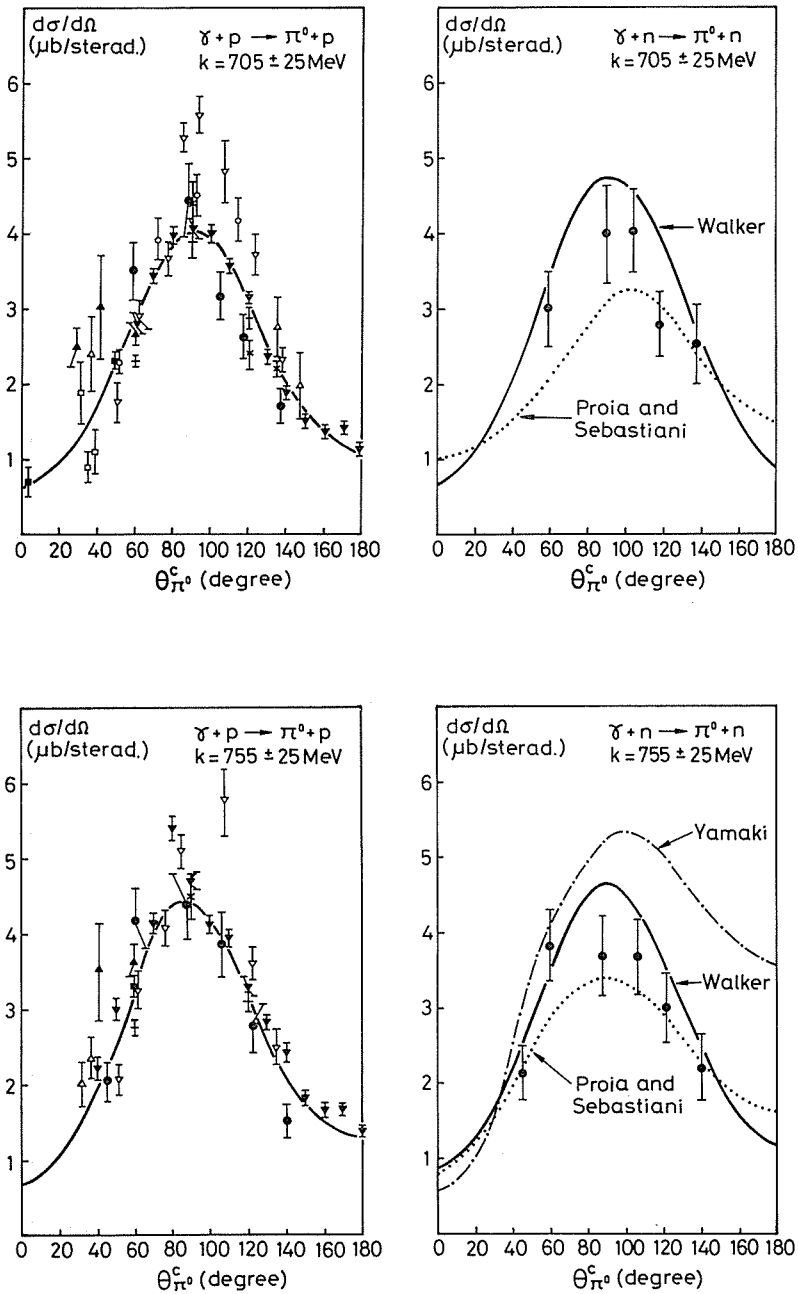 dσ/dΩ
(μb/sterad.)
γ+p → π⁰+p
k = 705 ± 25 MeV
6
5
4
3
2
1
0 20 40 60 80 100 120 140 160 180
θᶜπ⁰ (degree)
dσ/dΩ
(μb/sterad.)
γ+n → π⁰+n
k = 705 ± 25 MeV
6
5
4
3
2
1
Walker
Proia and
Sebastiani
0 20 40 60 80 100 120 140 160 180
θᶜπ⁰ (degree)
dσ/dΩ
(μb/sterad.)
γ+p → π⁰+p
k = 755 ± 25 MeV
6
5
4
3
2
1
0 20 40 60 80 100 120 140 160 180
θᶜπ⁰ (degree)
dσ/dΩ
(μb/sterad.)
γ+n → π⁰+n
k = 755 ± 25 MeV
6
5
4
3
2
1
Yamaki
Walker
Proia and
Sebastiani
0 20 40 60 80 100 120 140 160 180
θᶜπ⁰ (degree)